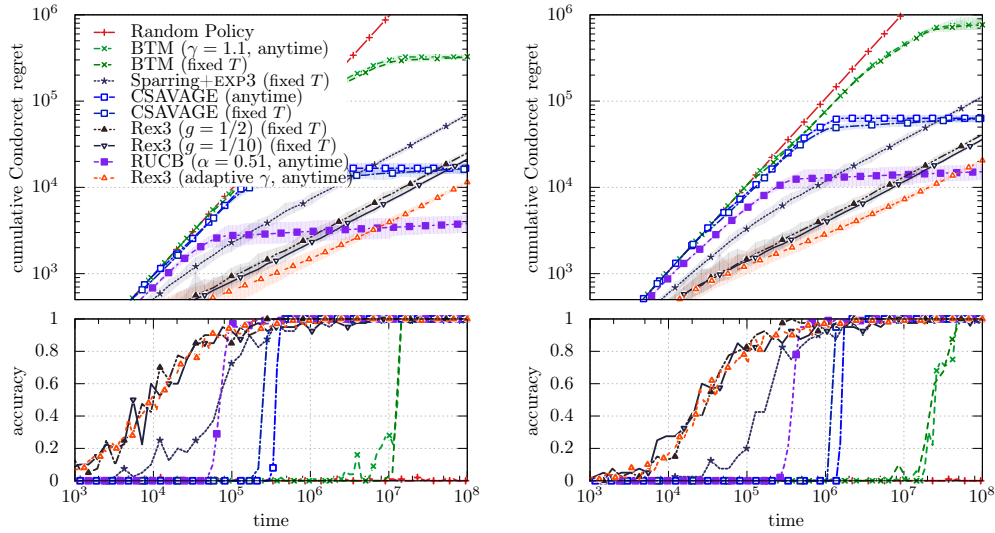 10^6
10^5
10^4
10^3
cumulative Condorcet regret
Random Policy
BTM (γ = 1.1, anytime)
BTM (fixed T)
Sparring+EXP3 (fixed T)
CSAVAGE (anytime)
CSAVAGE (fixed T)
Rex3 (g = 1/2) (fixed T)
Rex3 (g = 1/10) (fixed T)
RUCB (α = 0.51, anytime)
Rex3 (adaptive γ, anytime)
1
0.8
0.6
0.4
0.2
0
accuracy
10^3 10^4 10^5 10^6 10^7 10^8
time
10^6
10^5
10^4
10^3
cumulative Condorcet regret
1
0.8
0.6
0.4
0.2
0
accuracy
10^3 10^4 10^5 10^6 10^7 10^8
time